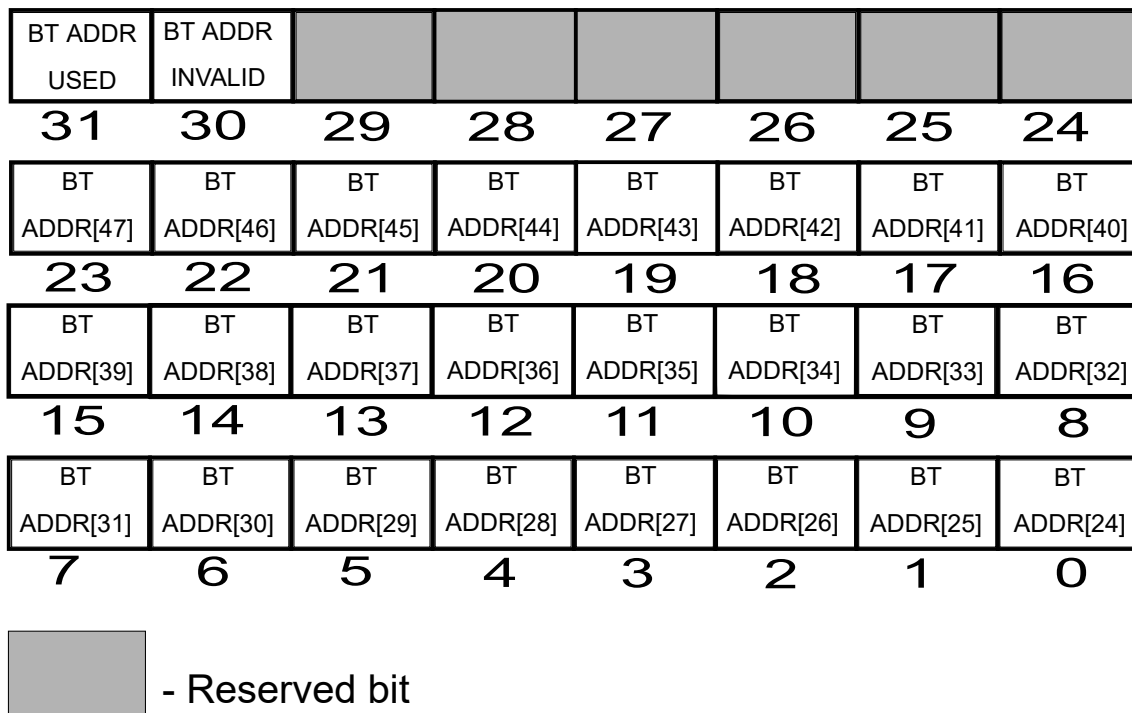 BT ADDR BT ADDR
USED INVALID
31 30 29 28 27 26 25 24
BT BT BT BT BT BT BT BT
ADDR[47] ADDR[46] ADDR[45] ADDR[44] ADDR[43] ADDR[42] ADDR[41] ADDR[40]
23 22 21 20 19 18 17 16
BT BT BT BT BT BT BT BT
ADDR[39] ADDR[38] ADDR[37] ADDR[36] ADDR[35] ADDR[34] ADDR[33] ADDR[32]
15 14 13 12 11 10 9 8
BT BT BT BT BT BT BT BT
ADDR[31] ADDR[30] ADDR[29] ADDR[28] ADDR[27] ADDR[26] ADDR[25] ADDR[24]
7 6 5 4 3 2 1 0
- Reserved bit